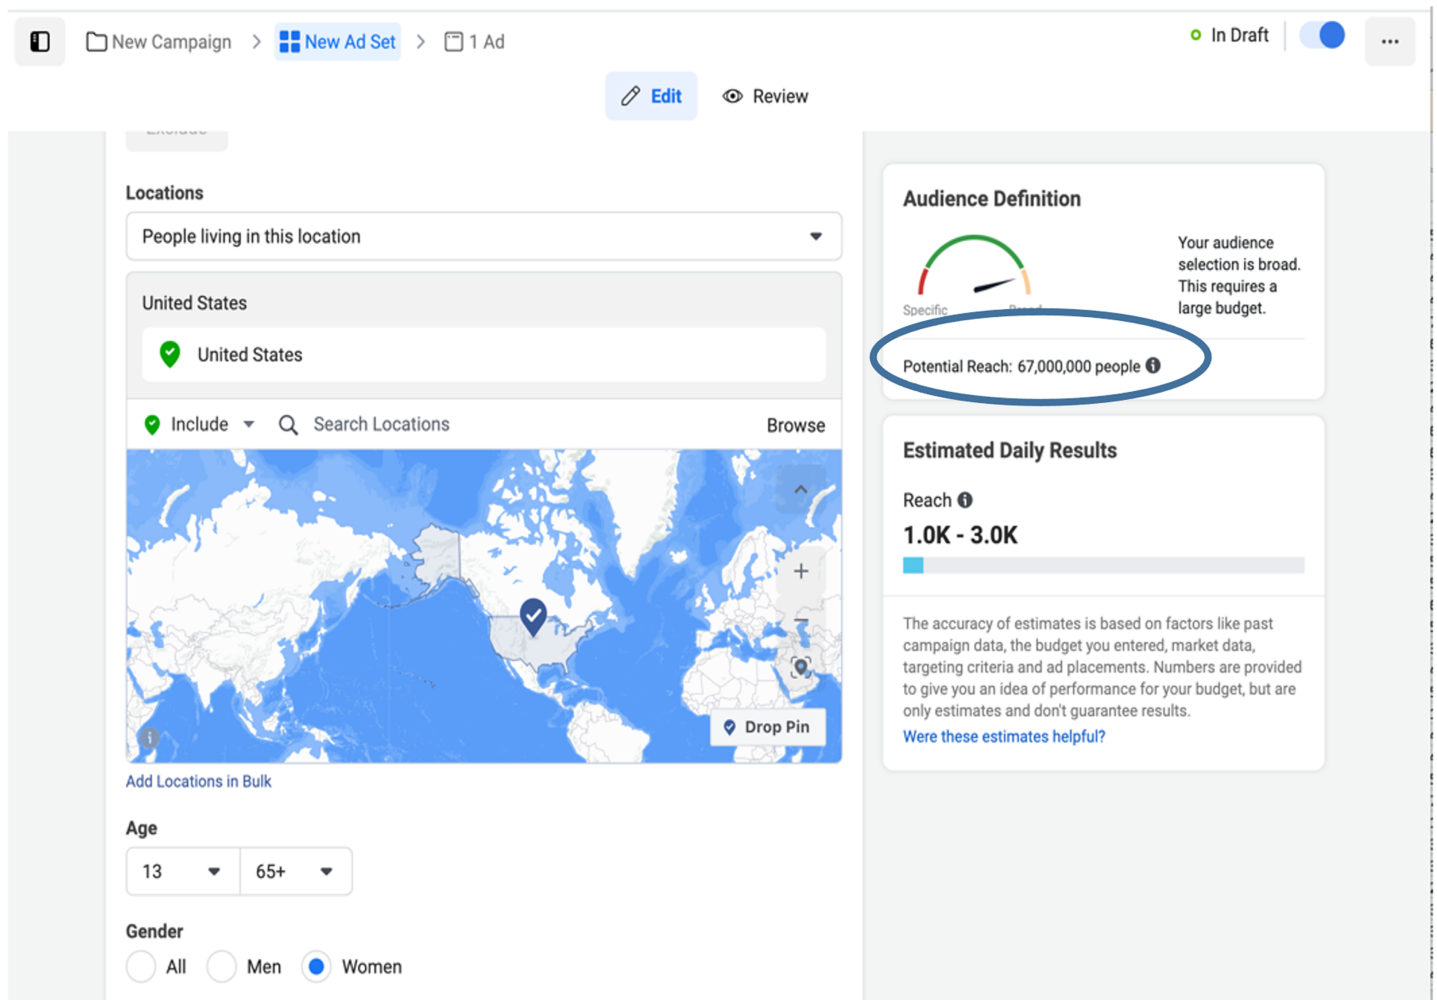 New Campaign > New Ad Set > 1 Ad
In Draft
Edit Review
Exclude
Locations
People living in this location
United States
United States
Include Search Locations Browse
Drop Pin
Add Locations in Bulk
Age
13 65+
Gender
All Men Women
Audience Definition
Your audience
selection is broad.
This requires a
large budget.
Specific Broad
Potential Reach: 67,000,000 people
Estimated Daily Results
Reach
1.0K - 3.0K
The accuracy of estimates is based on factors like past
campaign data, the budget you entered, market data,
targeting criteria and ad placements. Numbers are provided
to give you an idea of performance for your budget, but are
only estimates and don't guarantee results.
Were these estimates helpful?